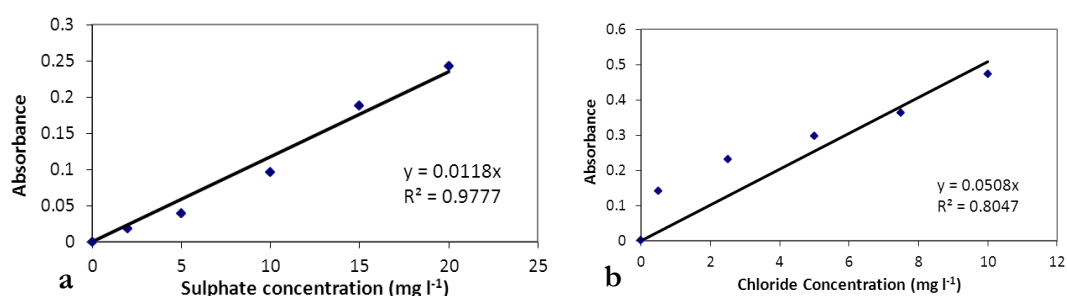 0.3
0.25
0.2
0.15
0.1
0.05
0
Absorbance
y = 0.0118x
R² = 0.9777
0 5 10 15 20 25
a
Sulphate concentration (mg l⁻¹)
0.6
0.5
0.4
0.3
0.2
0.1
0
Absorbance
y = 0.0508x
R² = 0.8047
0 2 4 6 8 10 12
b
Chloride Concentration (mg l⁻¹)